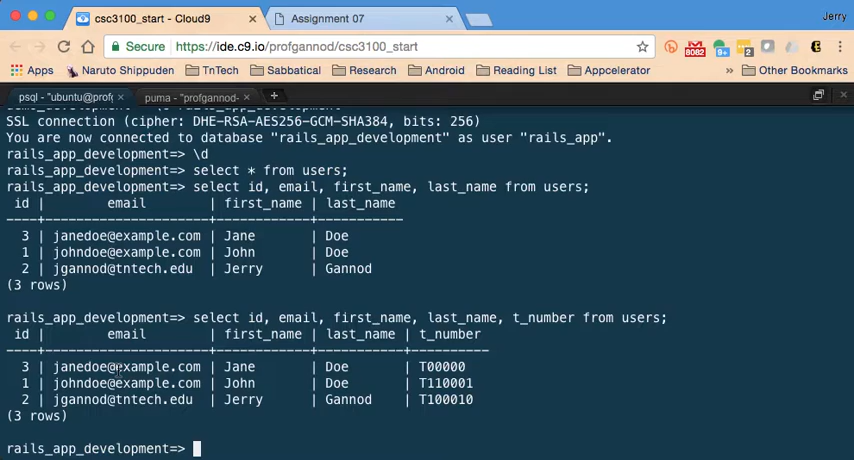 csc3100_start - Cloud9
Assignment 07
Jerry
Secure
https://ide.c9.io/profgannod/csc3100_start
8082
9+
2
Apps
Naruto Shippuden
TnTech
Sabbatical
Research
Android
Reading List
Appcelerator
»
Other Bookmarks
psql - "ubuntu@prof
puma - "profgannod-
SSL connection (cipher: DHE-RSA-AES256-GCM-SHA384, bits: 256)
You are now connected to database "rails_app_development" as user "rails_app".
rails_app_development=> \d
rails_app_development=> select * from users;
rails_app_development=> select id, email, first_name, last_name from users;
id | email | first_name | last_name
----+----------------------+------------+-----------
3 | janedoe@example.com | Jane | Doe
1 | johndoe@example.com | John | Doe
2 | jgannod@tntech.edu | Jerry | Gannod
(3 rows)
rails_app_development=> select id, email, first_name, last_name, t_number from users;
id | email | first_name | last_name | t_number
----+----------------------+------------+-----------+----------
3 | janedoe@example.com | Jane | Doe | T00000
1 | johndoe@example.com | John | Doe | T110001
2 | jgannod@tntech.edu | Jerry | Gannod | T100010
(3 rows)
rails_app_development=>